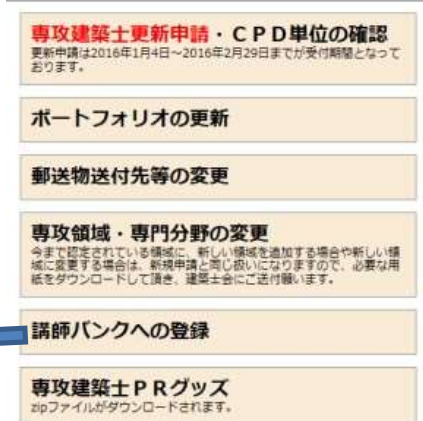 専攻建築士更新申請・ＣＰＤ単位の確認
更新申請は2016年1月4日～2016年2月29日までが受付期間となって
おります。
ポートフォリオの更新
郵送物送付先等の変更
専攻領域・専門分野の変更
今まで認定されている領域に、新しい領域を追加する場合や新しい領
域に変更する場合は、新規申請と同じ扱いになりますので、必要な用
紙をダウンロードして頂き、建築士会にご送付願います。
講師バンクへの登録
専攻建築士ＰＲグッズ
zipファイルがダウンロードされます。